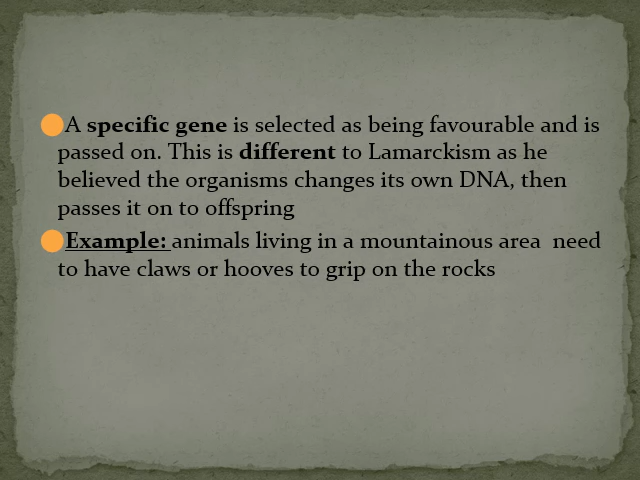 A specific gene is selected as being favourable and is
passed on. This is different to Lamarckism as he
believed the organisms changes its own DNA, then
passes it on to offspring
Example: animals living in a mountainous area  need
to have claws or hooves to grip on the rocks